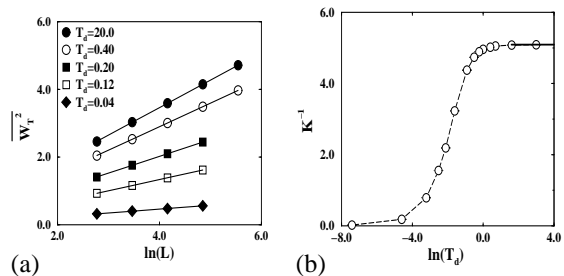 6.0
4.0
2.0
0.0
W_T^2
T_d=20.0
T_d=0.40
T_d=0.20
T_d=0.12
T_d=0.04
2.0 4.0 6.0
ln(L)
(a)
6.0
4.0
2.0
0.0
K^{-1}
-8.0 -4.0 0.0 4.0
ln(T_d)
(b)